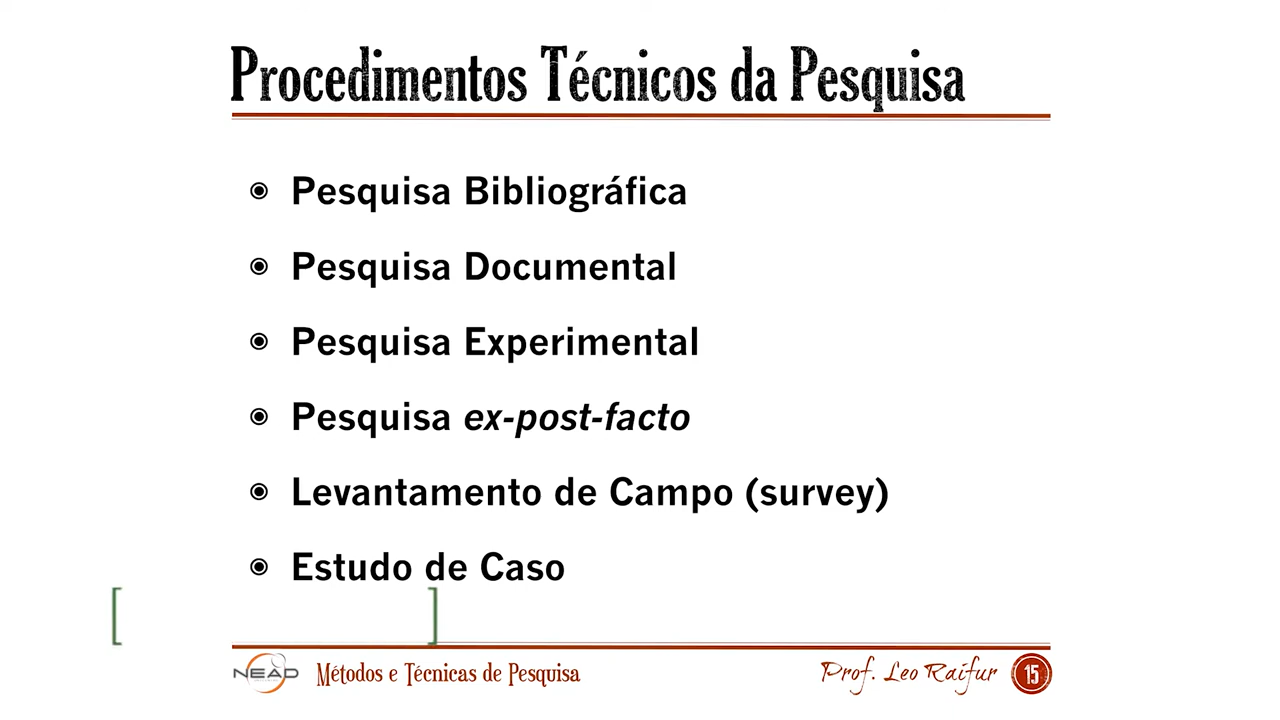 Procedimentos Técnicos da Pesquisa
Pesquisa Bibliográfica
Pesquisa Documental
Pesquisa Experimental
Pesquisa ex-post-facto
Levantamento de Campo (survey)
Estudo de Caso
[ ]
NEAD Métodos e Técnicas de Pesquisa Prof. Leo Raifur 15